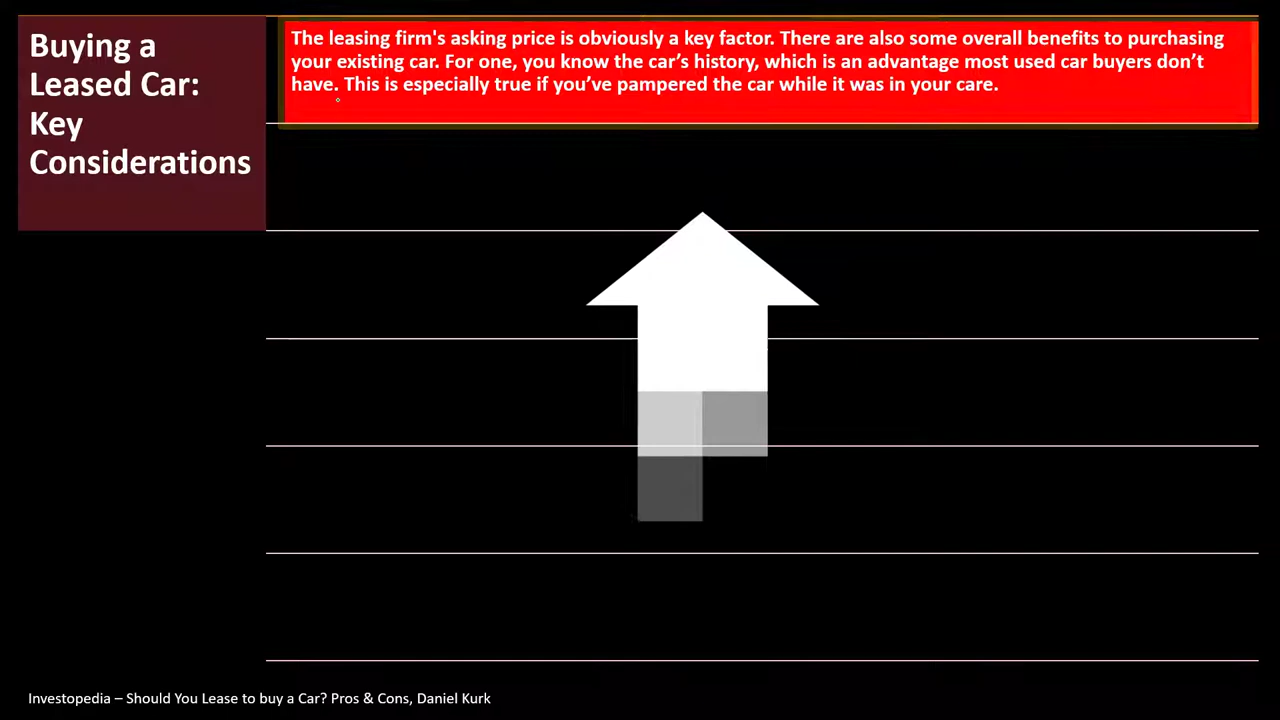 Buying a
Leased Car:
Key
Considerations
The leasing firm's asking price is obviously a key factor. There are also some overall benefits to purchasing
your existing car. For one, you know the car’s history, which is an advantage most used car buyers don’t
have. This is especially true if you’ve pampered the car while it was in your care.
Investopedia – Should You Lease to buy a Car? Pros & Cons, Daniel Kurk